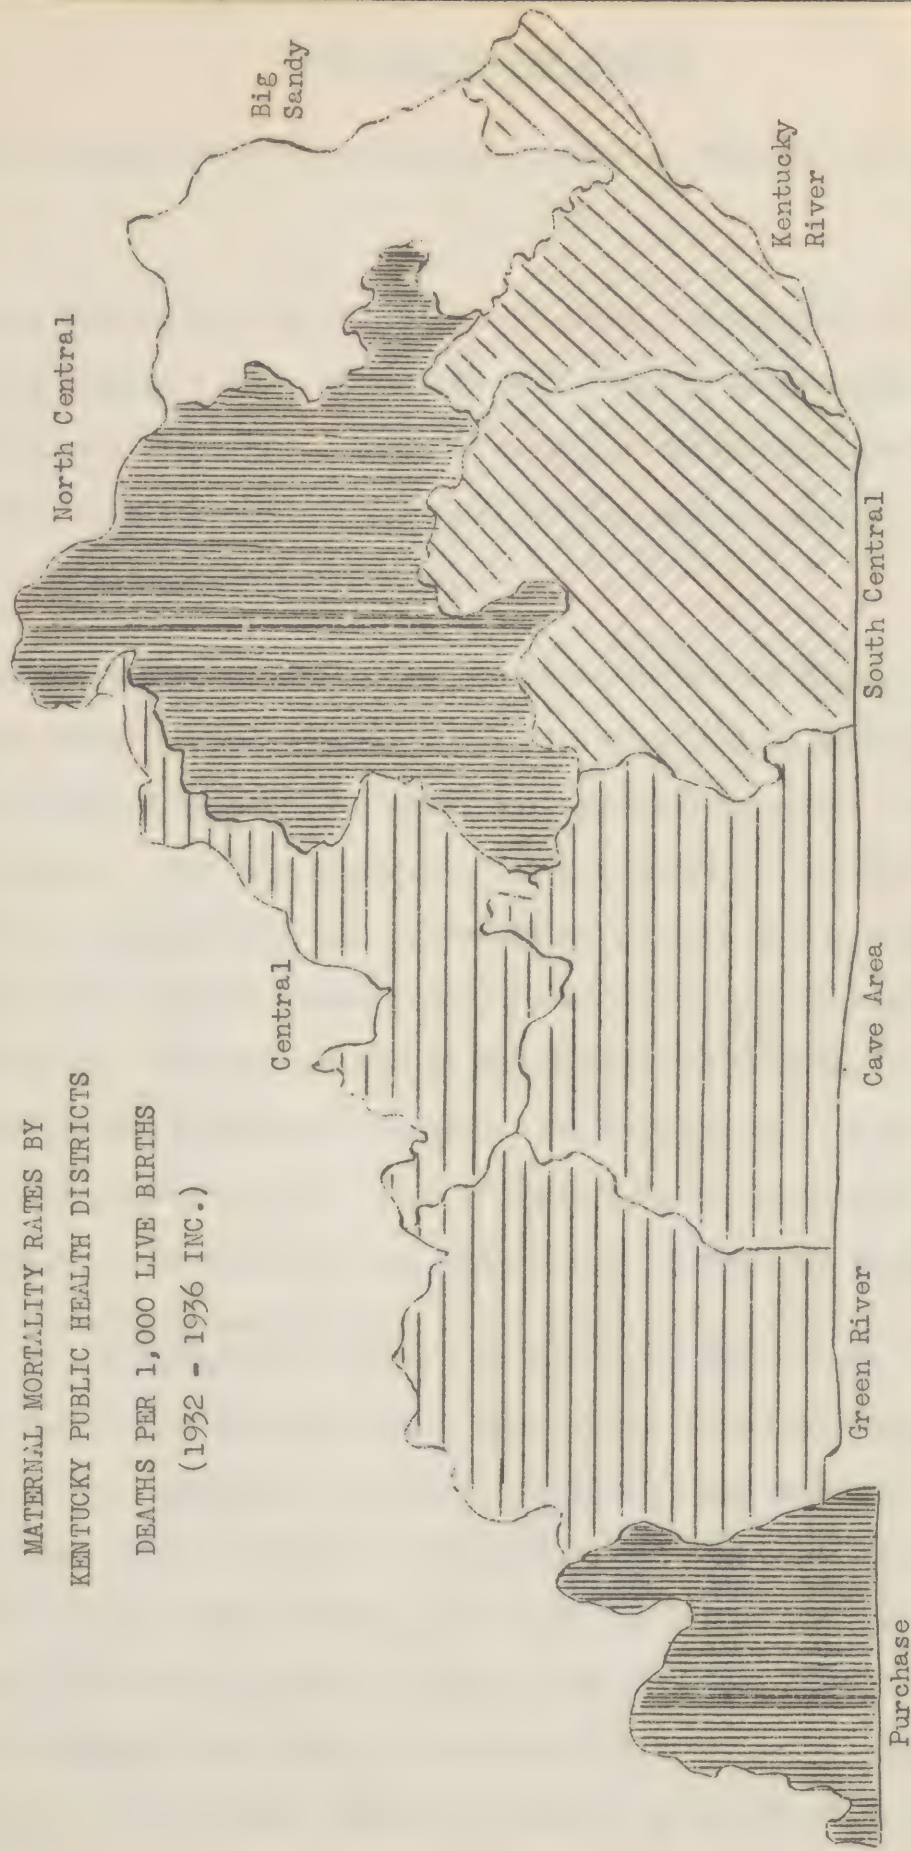 MATERNAL MORTALITY RATES BY
KENTUCKY PUBLIC HEALTH DISTRICTS
DEATHS PER 1,000 LIVE BIRTHS
(1932 - 1936 INC.)
North Central
Big
Sandy
Central
Kentucky
River
Purchase
Green River
Cave Area
South Central